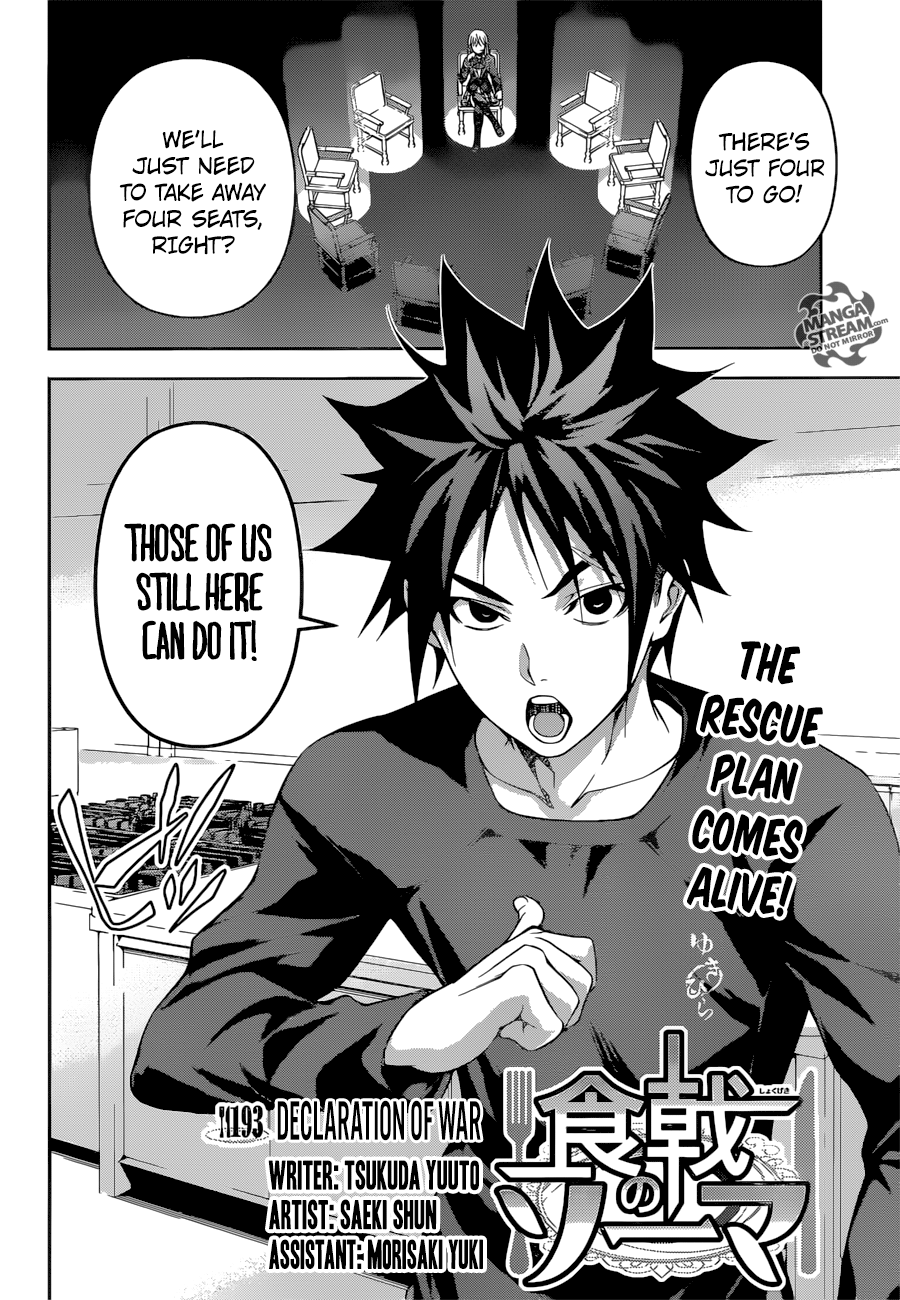 THERE'S
JUST FOUR
TO GO!
WE'LL
JUST NEED
TO TAKE AWAY
FOUR SEATS,
RIGHT?
MANGA
STREAM.com
DO NOT MIRROR
THOSE OF US
STILL HERE
CAN DO IT!
THE
RESCUE
PLAN
COMES
ALIVE!
ゆきひら
しょくげき
食戟
の
ソーマ
193 DECLARATION OF WAR
WRITER: TSUKUDA YUUTO
ARTIST: SAEKI SHUN
ASSISTANT: MORISAKI YUKI